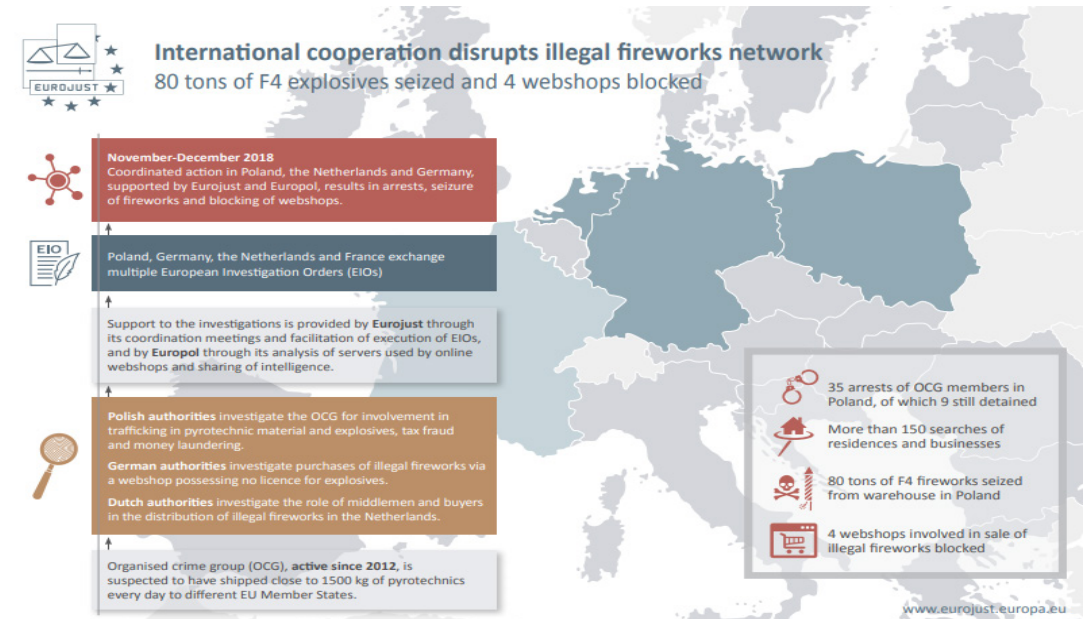 EUROJUST
International cooperation disrupts illegal fireworks network
80 tons of F4 explosives seized and 4 webshops blocked
November-December 2018
Coordinated action in Poland, the Netherlands and Germany,
supported by Eurojust and Europol, results in arrests, seizure
of fireworks and blocking of webshops.
EIO
Poland, Germany, the Netherlands and France exchange
multiple European Investigation Orders (EIOs)
Support to the investigations is provided by Eurojust through
its coordination meetings and facilitation of execution of EIOs,
and by Europol through its analysis of servers used by online
webshops and sharing of intelligence.
Polish authorities investigate the OCG for involvement in
trafficking in pyrotechnic material and explosives, tax fraud
and money laundering.
German authorities investigate purchases of illegal fireworks via
a webshop possessing no licence for explosives.
Dutch authorities investigate the role of middlemen and buyers
in the distribution of illegal fireworks in the Netherlands.
Organised crime group (OCG), active since 2012, is
suspected to have shipped close to 1500 kg of pyrotechnics
every day to different EU Member States.
35 arrests of OCG members in
Poland, of which 9 still detained
More than 150 searches of
residences and businesses
80 tons of F4 fireworks seized
from warehouse in Poland
4 webshops involved in sale of
illegal fireworks blocked
www.eurojust.europa.eu